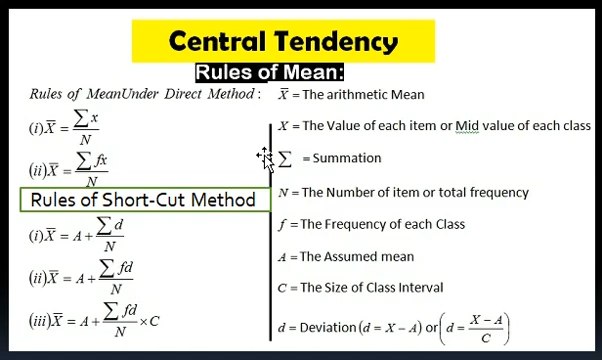 Central Tendency
Rules of Mean:
Rules of MeanUnder Direct Method :
(i) X̄ = ∑x / N
(ii) X̄ = ∑fx / N
Rules of Short-Cut Method
(i) X̄ = A + ∑d / N
(ii) X̄ = A + ∑fd / N
(iii) X̄ = A + ∑fd / N × C
X̄ = The arithmetic Mean
X = The Value of each item or Mid value of each class
∑ = Summation
N = The Number of item or total frequency
f = The Frequency of each Class
A = The Assumed mean
C = The Size of Class Interval
d = Deviation (d = X − A) or (d = X − A / C)